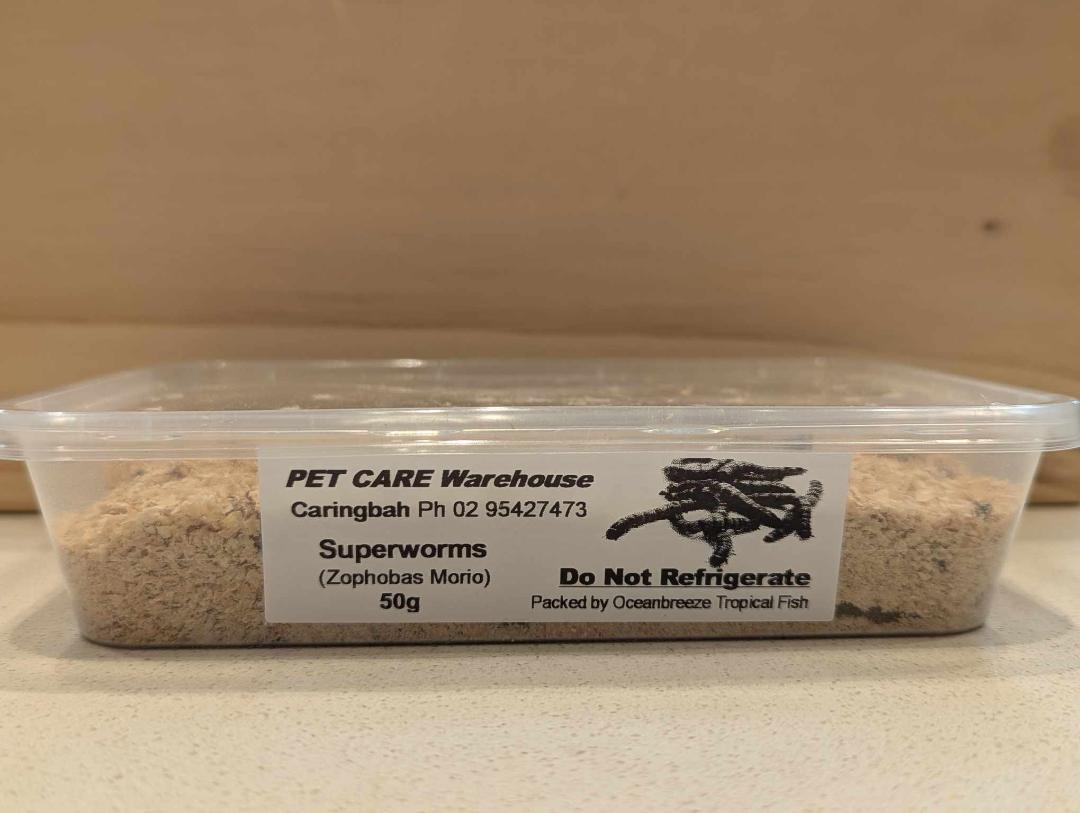 PET CARE Warehouse
Caringbah Ph 02 95427473
Superworms
(Zophobas Morio)
50g
Do Not Refrigerate
Packed by Oceanbreeze Tropical Fish